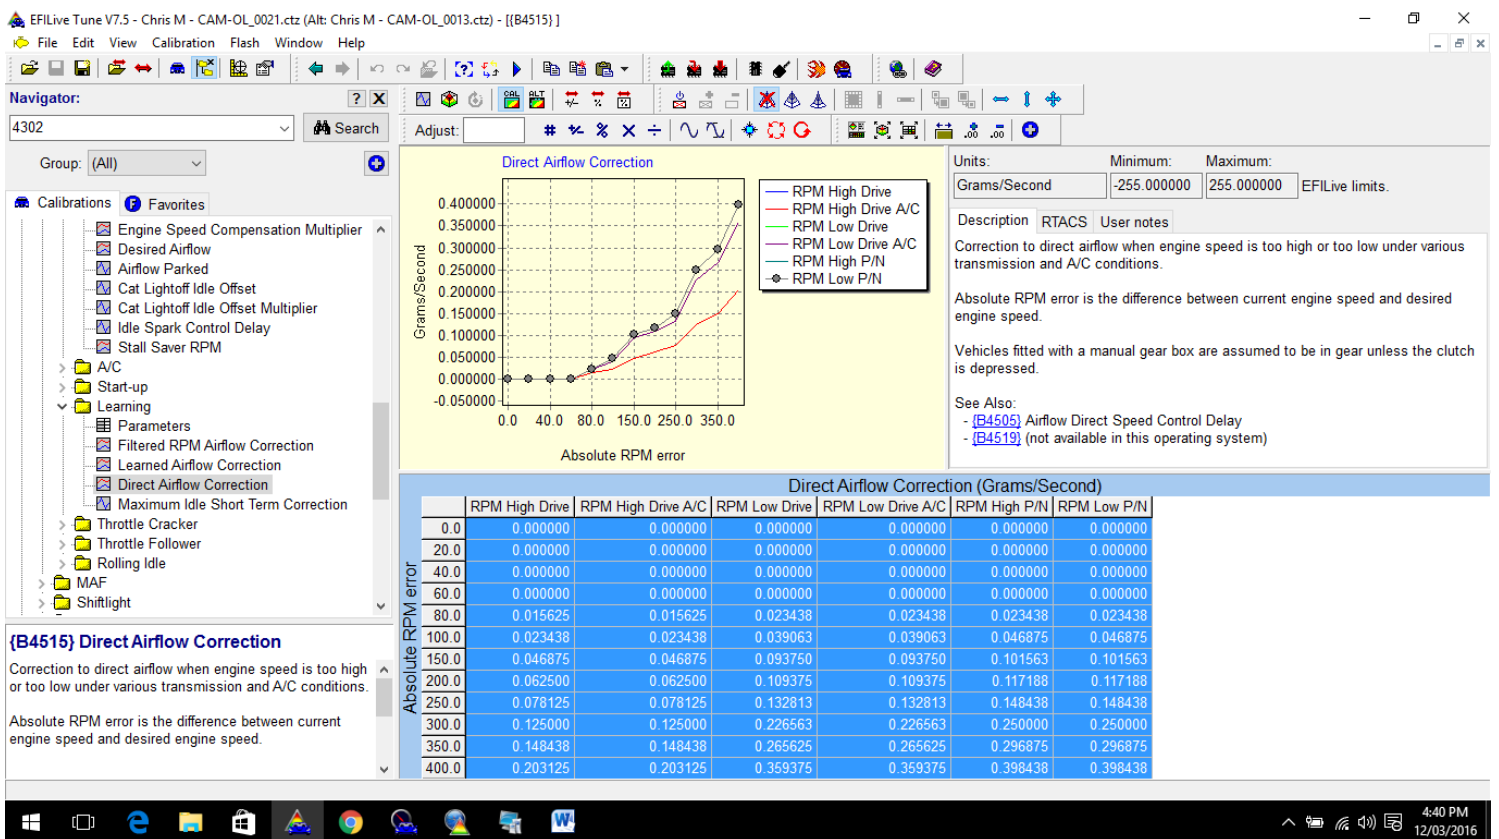 EFILive Tune V7.5 - Chris M - CAM-OL_0021.ctz (Alt: Chris M - CAM-OL_0013.ctz) - [{B4515} ]
File Edit View Calibration Flash Window Help
Navigator:
? X
4302
Search
Group: (All)
Calibrations
Favorites
Engine Speed Compensation Multiplier
Desired Airflow
Airflow Parked
Cat Lightoff Idle Offset
Cat Lightoff Idle Offset Multiplier
Idle Spark Control Delay
Stall Saver RPM
A/C
Start-up
Learning
Parameters
Filtered RPM Airflow Correction
Learned Airflow Correction
Direct Airflow Correction
Maximum Idle Short Term Correction
Throttle Cracker
Throttle Follower
Rolling Idle
MAF
Shiftlight
{B4515} Direct Airflow Correction
Correction to direct airflow when engine speed is too high
or too low under various transmission and A/C conditions.
Absolute RPM error is the difference between current
engine speed and desired engine speed.
CAL ALT
Adjust:
Direct Airflow Correction
0.400000
0.350000
0.300000
0.250000
0.200000
0.150000
0.100000
0.050000
0.000000
-0.050000
Grams/Second
0.0 40.0 80.0 150.0 250.0 350.0
Absolute RPM error
RPM High Drive
RPM High Drive A/C
RPM Low Drive
RPM Low Drive A/C
RPM High P/N
RPM Low P/N
Units: Minimum: Maximum:
Grams/Second -255.000000 255.000000 EFILive limits.
Description RTACS User notes
Correction to direct airflow when engine speed is too high or too low under various
transmission and A/C conditions.
Absolute RPM error is the difference between current engine speed and desired
engine speed.
Vehicles fitted with a manual gear box are assumed to be in gear unless the clutch
is depressed.
See Also:
- {B4505} Airflow Direct Speed Control Delay
- {B4519} (not available in this operating system)
Direct Airflow Correction (Grams/Second)
RPM High Drive RPM High Drive A/C RPM Low Drive RPM Low Drive A/C RPM High P/N RPM Low P/N
Absolute RPM error
0.0 0.000000 0.000000 0.000000 0.000000 0.000000 0.000000
20.0 0.000000 0.000000 0.000000 0.000000 0.000000 0.000000
40.0 0.000000 0.000000 0.000000 0.000000 0.000000 0.000000
60.0 0.000000 0.000000 0.000000 0.000000 0.000000 0.000000
80.0 0.015625 0.015625 0.023438 0.023438 0.023438 0.023438
100.0 0.023438 0.023438 0.039063 0.039063 0.046875 0.046875
150.0 0.046875 0.046875 0.093750 0.093750 0.101563 0.101563
200.0 0.062500 0.062500 0.109375 0.109375 0.117188 0.117188
250.0 0.078125 0.078125 0.132813 0.132813 0.148438 0.148438
300.0 0.125000 0.125000 0.226563 0.226563 0.250000 0.250000
350.0 0.148438 0.148438 0.265625 0.265625 0.296875 0.296875
400.0 0.203125 0.203125 0.359375 0.359375 0.398438 0.398438
4:40 PM
12/03/2016